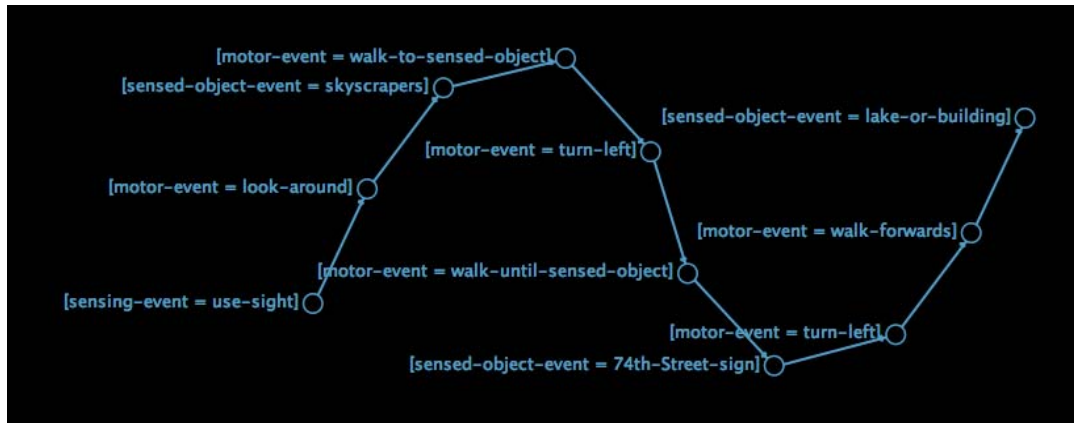 [motor-event = walk-to-sensed-object]
[sensed-object-event = skyscrapers]
[sensed-object-event = lake-or-building]
[motor-event = turn-left]
[motor-event = look-around]
[motor-event = walk-forwards]
[motor-event = walk-until-sensed-object]
[sensing-event = use-sight]
[motor-event = turn-left]
[sensed-object-event = 74th-Street-sign]